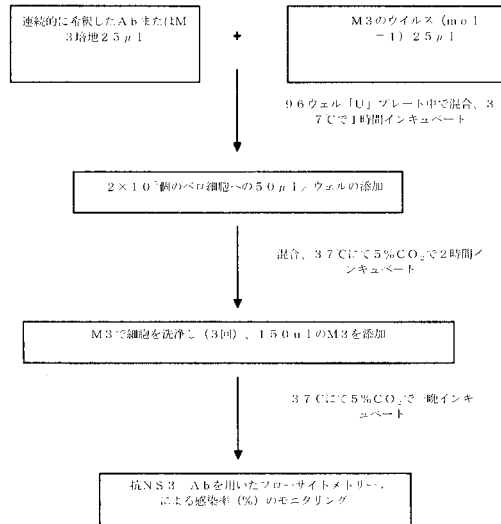 連続的に希釈したAbまたはM
3培地25μl
+
M3のウイルス(mol
=1)25μl
96ウェル「U」プレート中で混合、3
7℃で1時間インキュベート
2×10 個のベロ細胞への50μl/ウェルの添加
混合、37℃にて5%CO₂で2時間イ
ンキュベート
M3で細胞を洗浄し(3回)、150ulのM3を添加
37℃にて5%CO₂で一晩インキ
ュベート
抗NS3 Abを用いたフローサイトメトリー
による感染率(%)のモニタリング